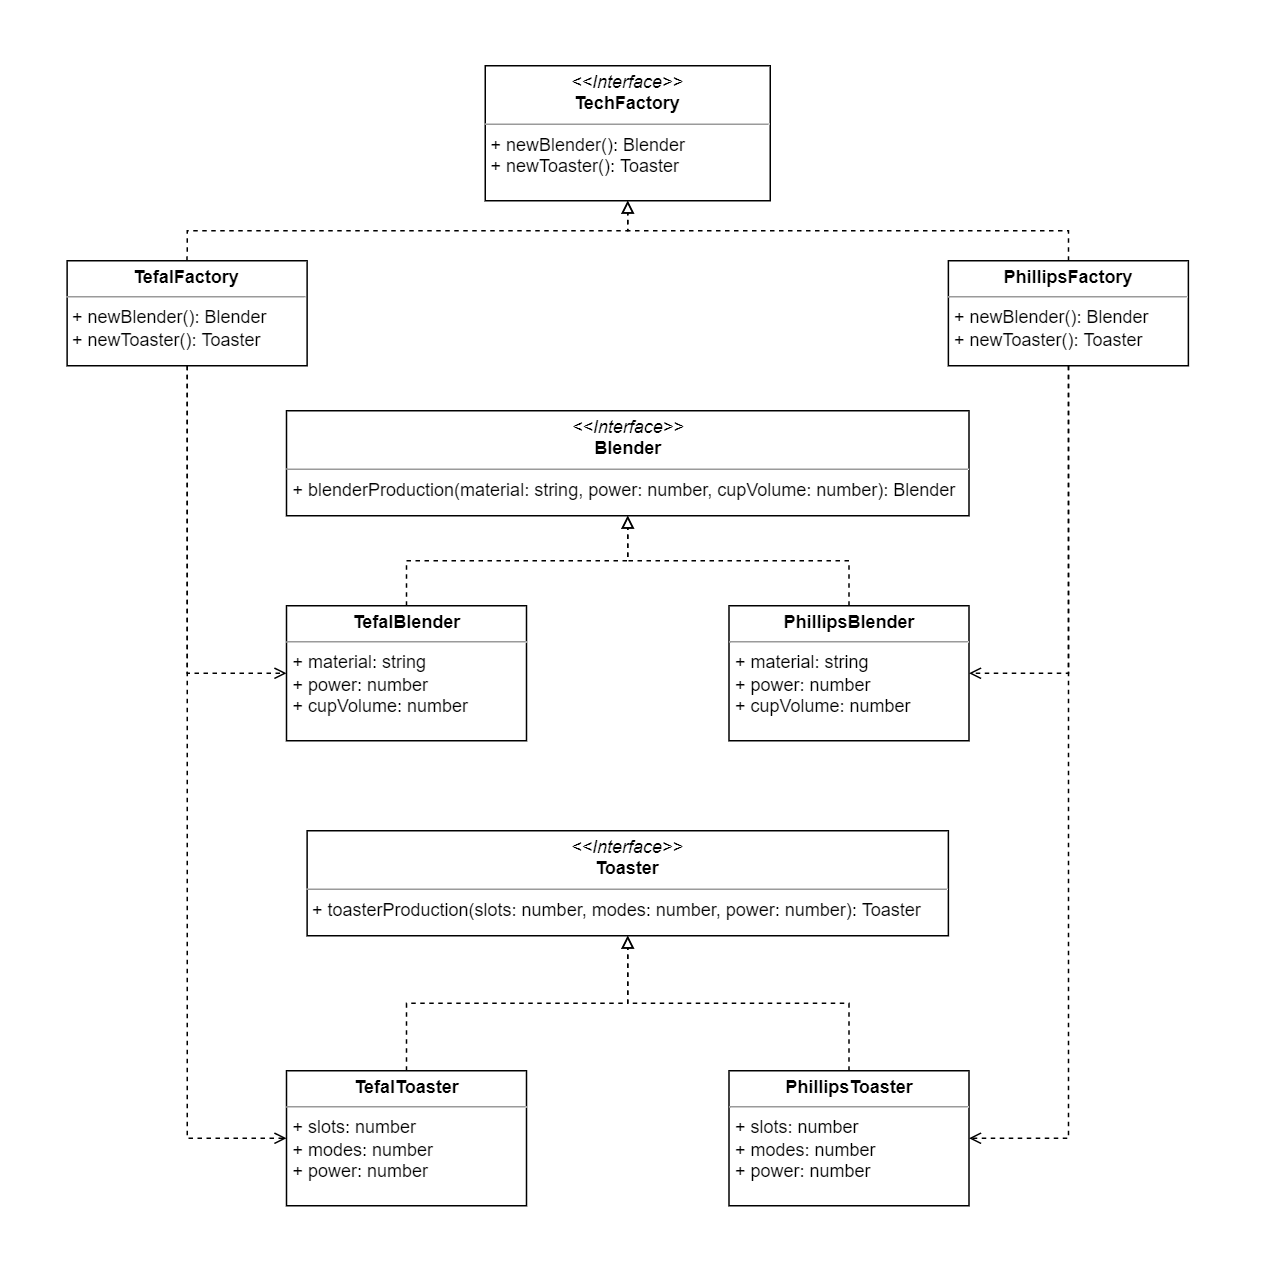 <<Interface>>
TechFactory
+ newBlender(): Blender
+ newToaster(): Toaster
TefalFactory
+ newBlender(): Blender
+ newToaster(): Toaster
PhillipsFactory
+ newBlender(): Blender
+ newToaster(): Toaster
<<Interface>>
Blender
+ blenderProduction(material: string, power: number, cupVolume: number): Blender
TefalBlender
+ material: string
+ power: number
+ cupVolume: number
PhillipsBlender
+ material: string
+ power: number
+ cupVolume: number
<<Interface>>
Toaster
+ toasterProduction(slots: number, modes: number, power: number): Toaster
TefalToaster
+ slots: number
+ modes: number
+ power: number
PhillipsToaster
+ slots: number
+ modes: number
+ power: number